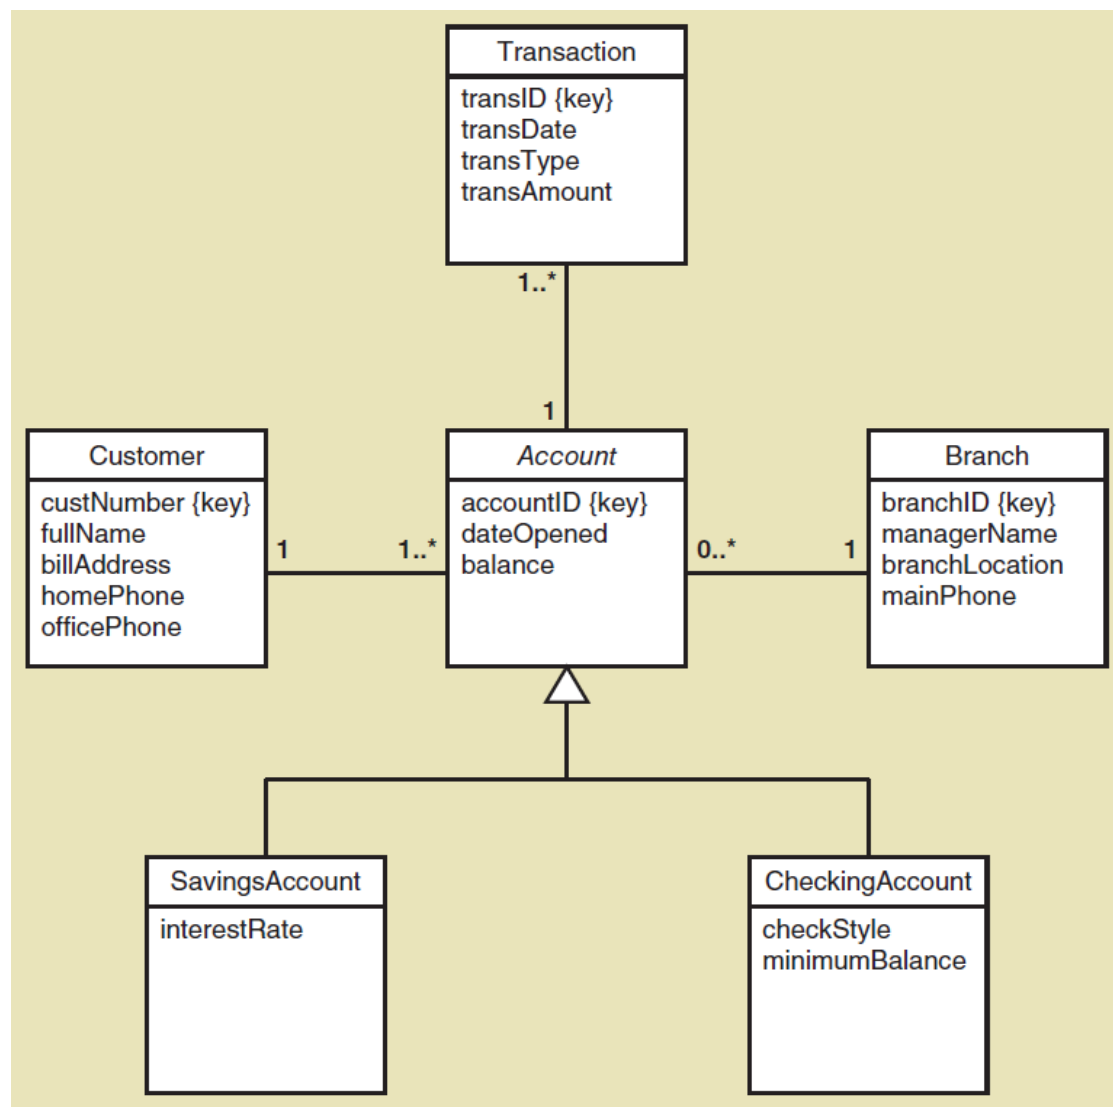 Transaction
transID {key}
transDate
transType
transAmount
1..*
1
Customer
custNumber {key}
fullName
billAddress
homePhone
officePhone
1
1..*
Account
accountID {key}
dateOpened
balance
0..*
1
Branch
branchID {key}
managerName
branchLocation
mainPhone
SavingsAccount
interestRate
CheckingAccount
checkStyle
minimumBalance